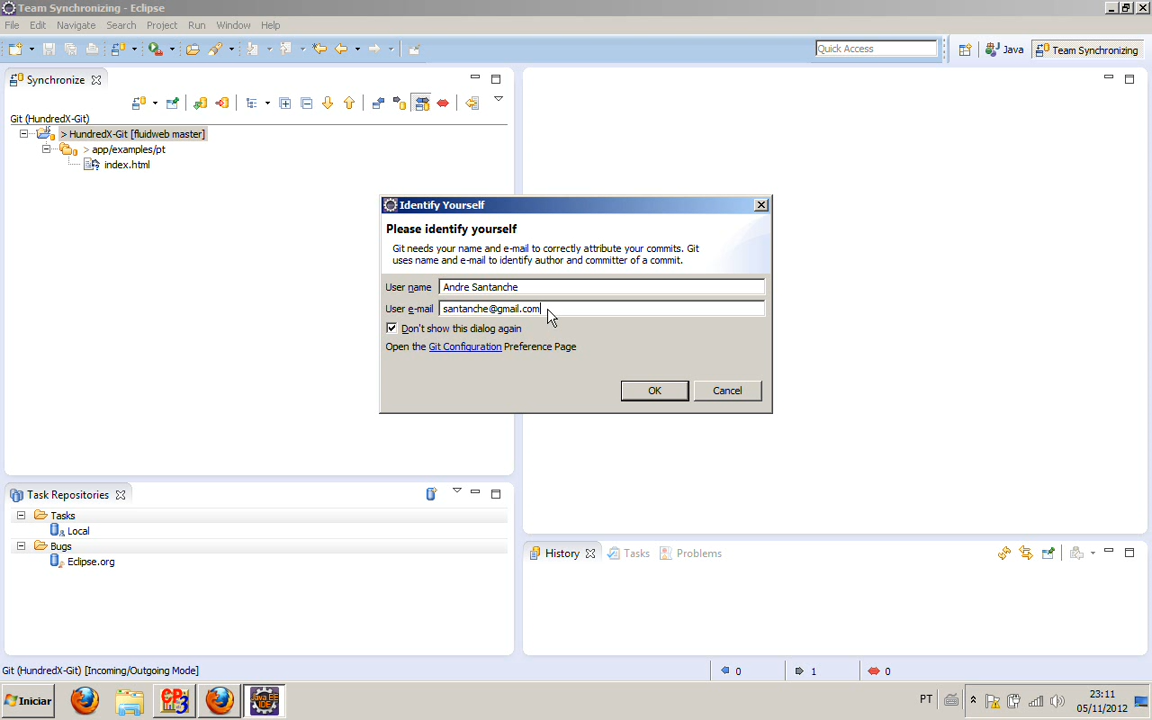 Team Synchronizing - Eclipse
File Edit Navigate Search Project Run Window Help
Quick Access
Java
Team Synchronizing
Synchronize
Git (HundredX-Git)
> HundredX-Git [fluidweb master]
> app/examples/pt
index.html
Identify Yourself
Please identify yourself
Git needs your name and e-mail to correctly attribute your commits. Git
uses name and e-mail to identify author and committer of a commit.
User name Andre Santanche
User e-mail santanche@gmail.com
Don't show this dialog again
Open the Git Configuration Preference Page
OK Cancel
Task Repositories
Tasks
Local
Bugs
Eclipse.org
History Tasks Problems
Git (HundredX-Git) [Incoming/Outgoing Mode]
0 1 0
Iniciar
CP3
Java EE
IDE
PT
23:11
05/11/2012